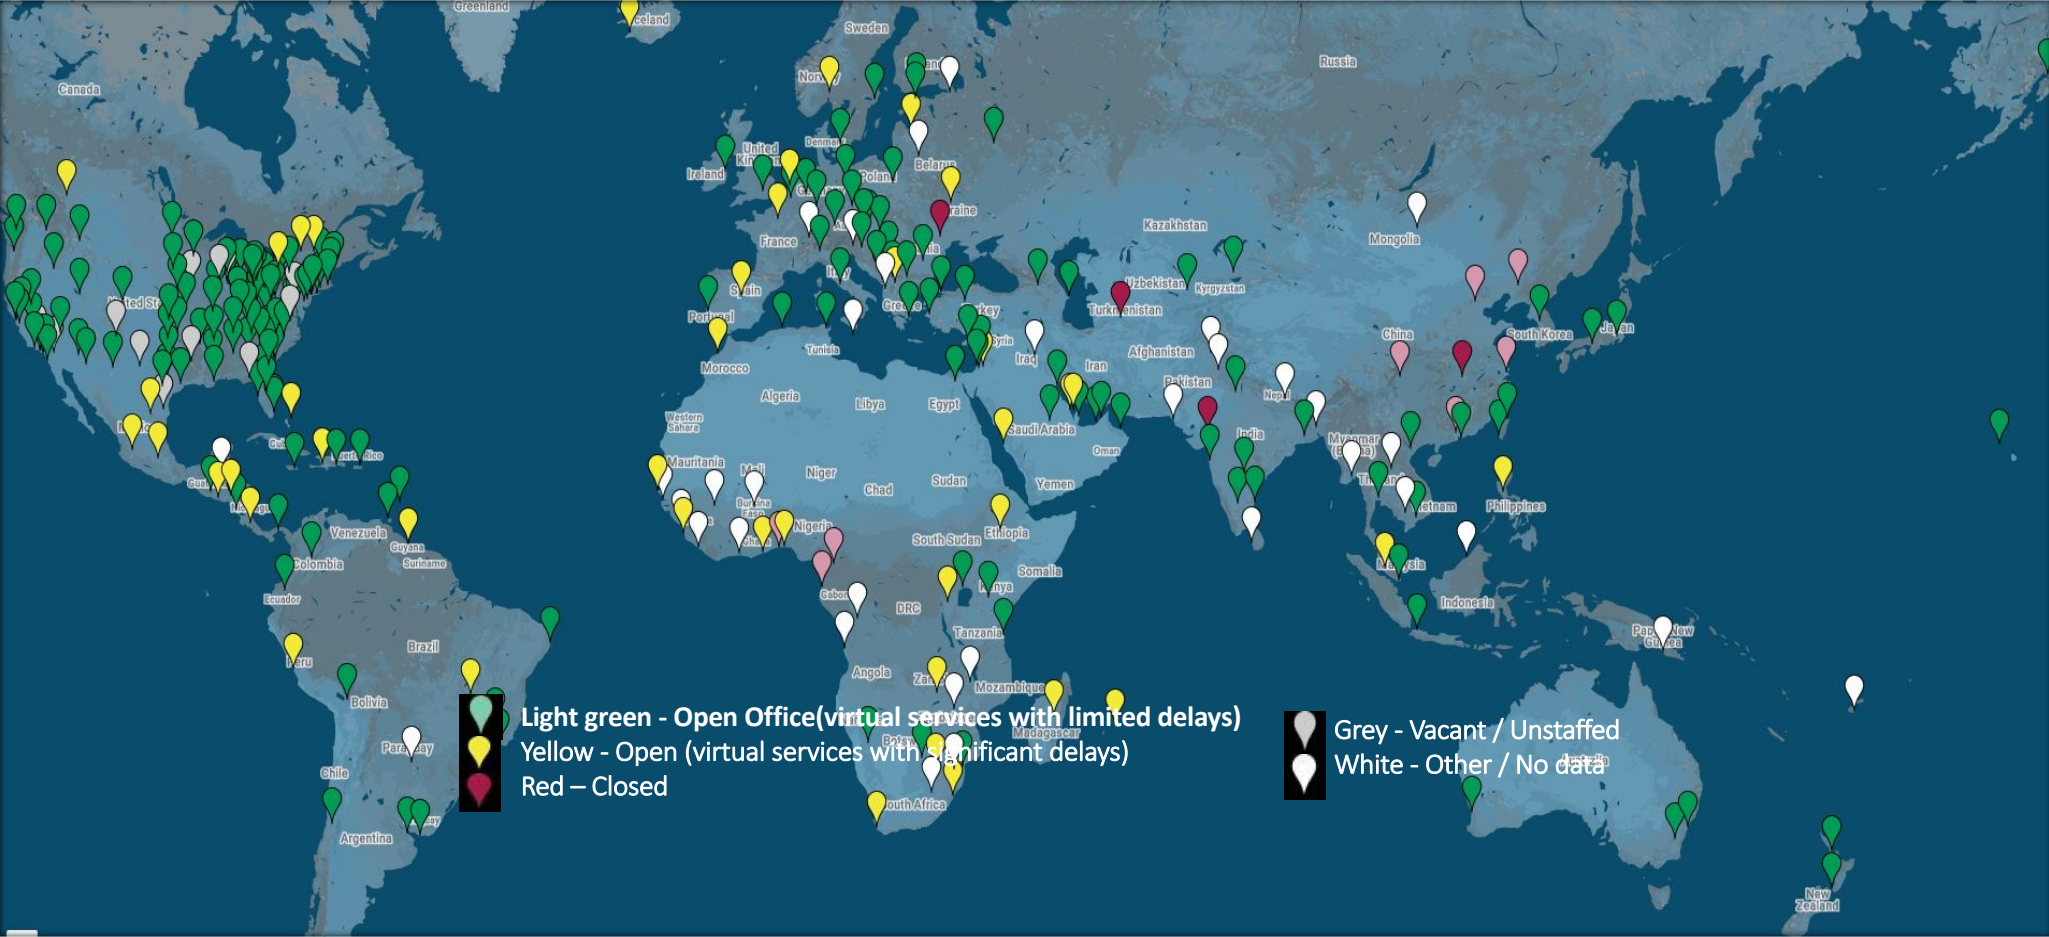 Greenland
Iceland
Sweden
Norway
Russia
Canada
Denmark
United
Kingdom
Ireland
Belarus
Poland
Ukraine
Kazakhstan
Mongolia
France
Italy
Spain
Uzbekistan
Kyrgyzstan
United St
Portugal
Greece
Turkmenistan
China
South Korea
Japan
Tunisia
Syria
Iraq
Iran
Afghanistan
Morocco
Pakistan
Nepal
Algeria
Libya
Egypt
Western
Sahara
Saudi Arabia
India
Myanmar
(Burma)
Oman
Puerto Rico
Mauritania
Mali
Niger
Chad
Sudan
Yemen
Burkina
Faso
Vietnam
Philippines
Nigeria
Ethiopia
Venezuela
Guyana
Suriname
Colombia
South Sudan
Somalia
Malaysia
Ecuador
Gabon
Kenya
DRC
Indonesia
Tanzania
Papua New
Guinea
Peru
Brazil
Angola
Mozambique
Bolivia
Madagascar
Light green - Open Office(virtual services with limited delays)
Yellow - Open (virtual services with significant delays)
Red – Closed
Grey - Vacant / Unstaffed
White - Other / No data
Paraguay
Australia
Chile
South Africa
Argentina
New
Zealand